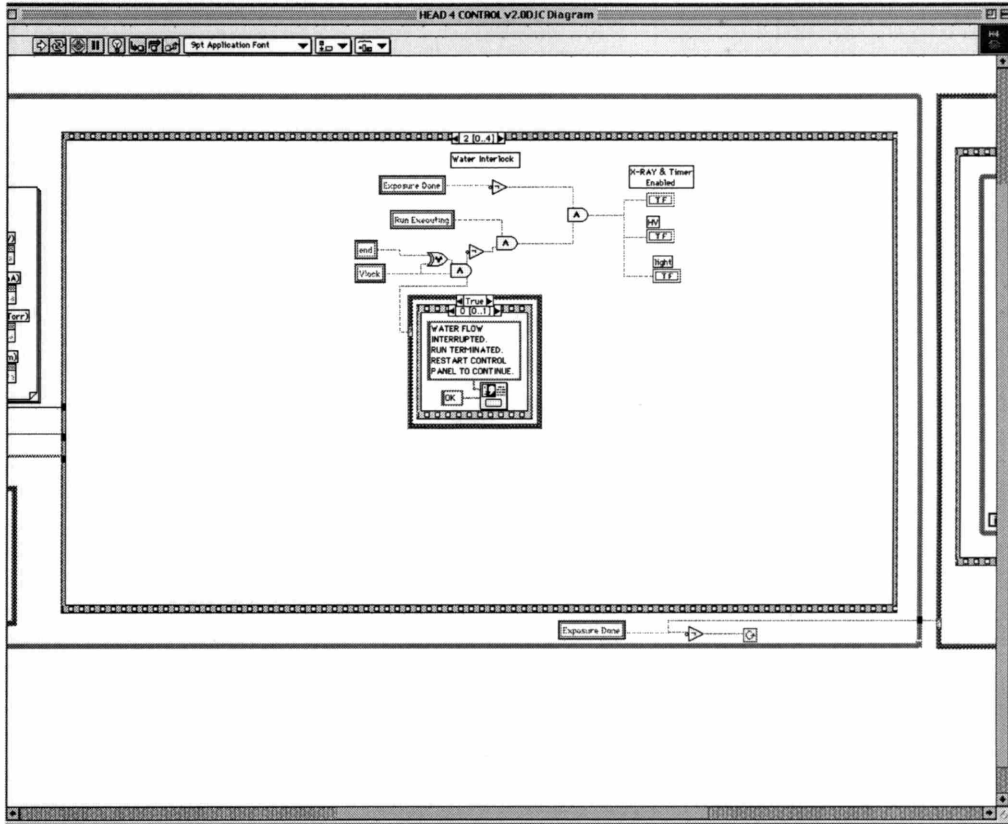 HEAD 4 CONTROL v2.0DJC Diagram
9pt Application Font
2 [0..4]
Water Interlock
Exposure Done
X-RAY & Timer
Enabled
TF
Run Executing
HV
TF
end
Vlock
light
TF
True
0 [0..1]
WATER FLOW
INTERRUPTED.
RUN TERMINATED.
RESTART CONTROL
PANEL TO CONTINUE.
OK
Torr)
Exposure Done